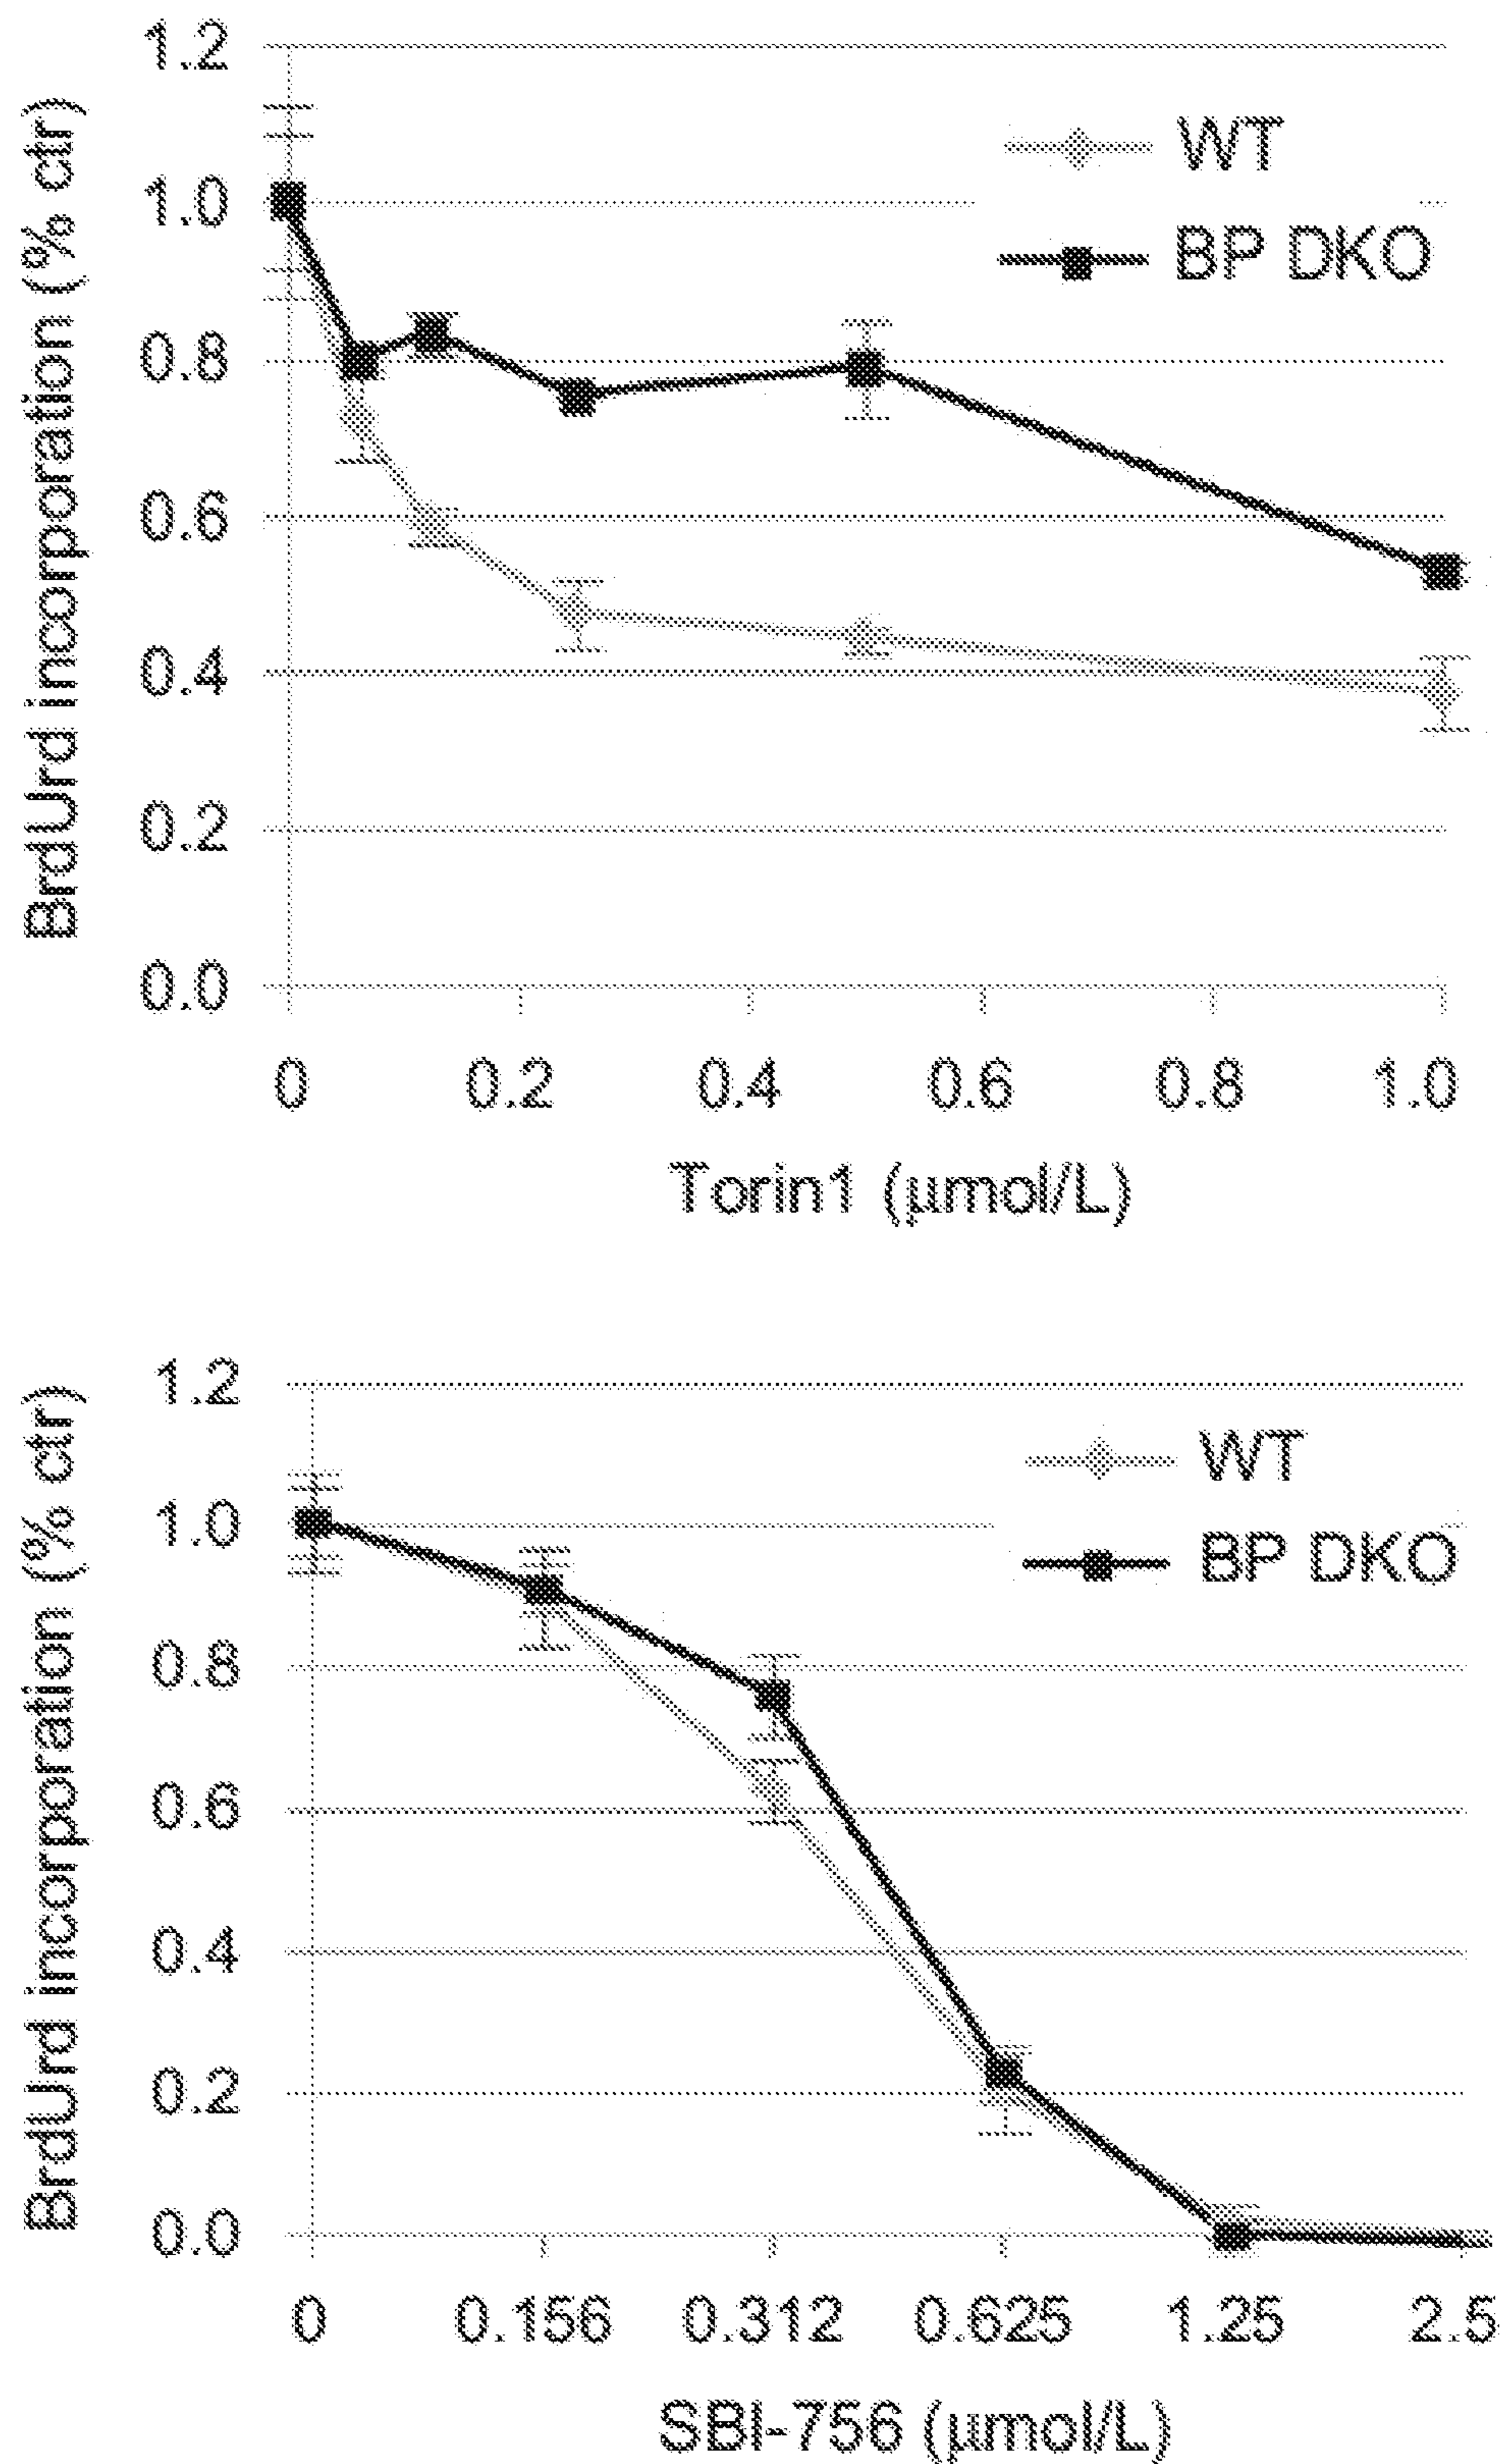 BrdUrd incorporation (% ctr)
1.2
1.0
0.8
0.6
0.4
0.2
0.0
WT
BP DKO
0 0.2 0.4 0.6 0.8 1.0
Torin1 (µmol/L)
BrdUrd incorporation (% ctr)
1.2
1.0
0.8
0.6
0.4
0.2
0.0
WT
BP DKO
0 0.156 0.312 0.625 1.25 2.5
SBI-756 (µmol/L)